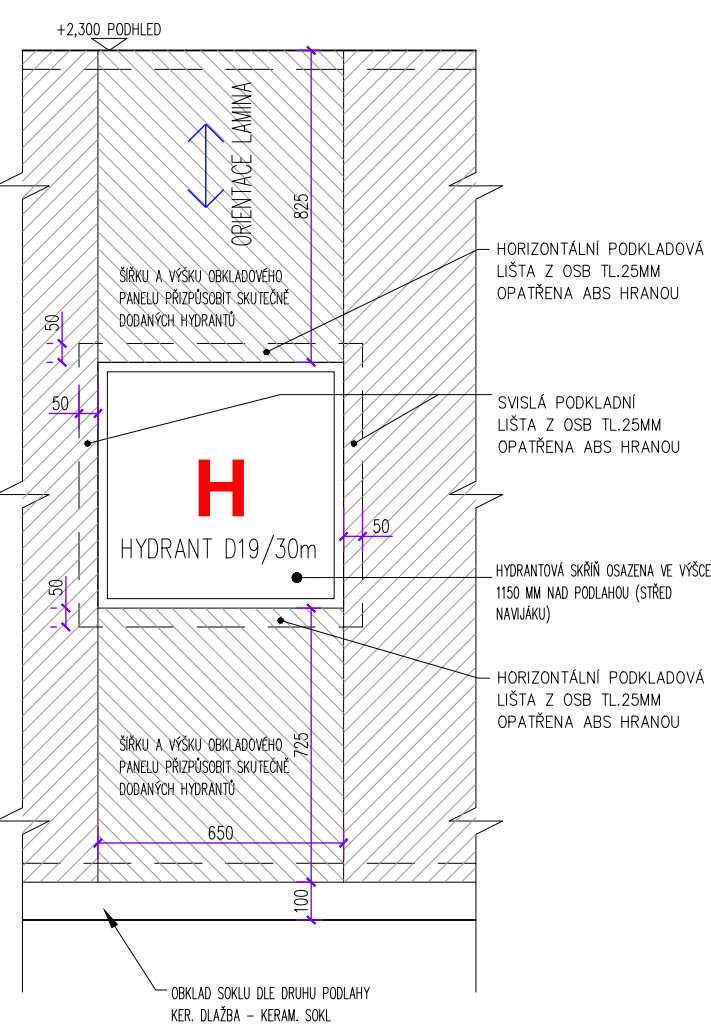 +2,300 PODHLED
ORIENTACE LAMINA
825
ŠÍŘKU A VÝŠKU OBKLADOVÉHO
PANELU PŘIZPŮSOBIT SKUTEČNĚ
DODANÝCH HYDRANTŮ
HORIZONTÁLNÍ PODKLADOVÁ
LIŠTA Z OSB TL.25MM
OPATŘENA ABS HRANOU
50
50
SVISLÁ PODKLADNÍ
LIŠTA Z OSB TL.25MM
OPATŘENA ABS HRANOU
H
HYDRANT D19/30m
50
HYDRANTOVÁ SKŘÍŇ OSAZENA VE VÝŠCE
1150 MM NAD PODLAHOU (STŘED
NAVIJÁKU)
50
HORIZONTÁLNÍ PODKLADOVÁ
LIŠTA Z OSB TL.25MM
OPATŘENA ABS HRANOU
ŠÍŘKU A VÝŠKU OBKLADOVÉHO
PANELU PŘIZPŮSOBIT SKUTEČNĚ
DODANÝCH HYDRANTŮ
725
650
100
OBKLAD SOKLU DLE DRUHU PODLAHY
KER. DLAŽBA – KERAM. SOKL